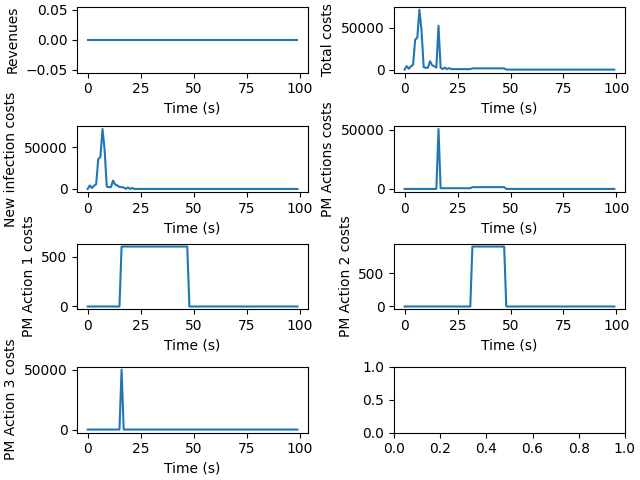 Revenues
0.05
0.00
−0.05
0 25 50 75 100
Time (s)
Total costs
50000
0
0 25 50 75 100
Time (s)
New infection costs
50000
0
0 25 50 75 100
Time (s)
PM Actions costs
50000
0
0 25 50 75 100
Time (s)
PM Action 1 costs
500
0
0 25 50 75 100
Time (s)
PM Action 2 costs
500
0
0 25 50 75 100
Time (s)
PM Action 3 costs
50000
0
0 25 50 75 100
Time (s)
1.0
0.5
0.0
0.0 0.2 0.4 0.6 0.8 1.0